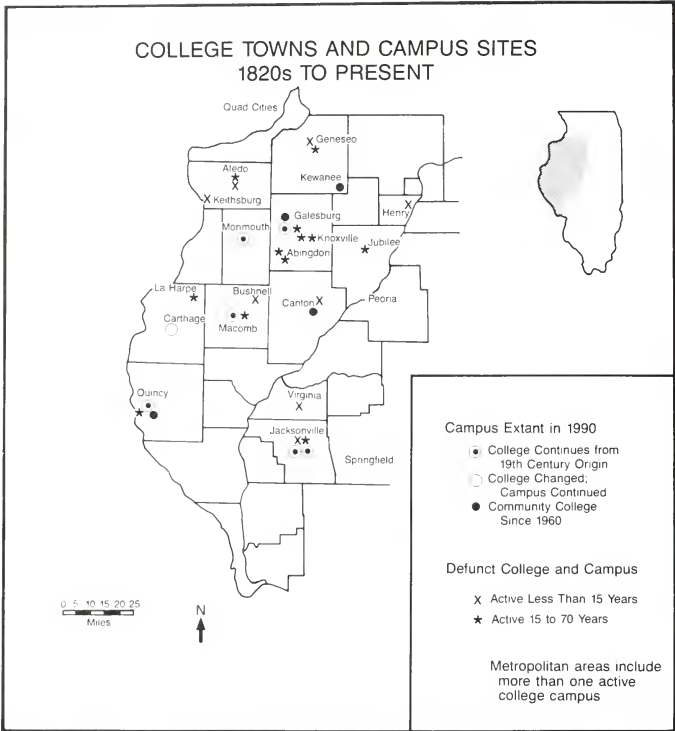 COLLEGE TOWNS AND CAMPUS SITES
1820s TO PRESENT
Quad Cities
X Geneseo
Aledo
X
Kewanee
X Keithsburg
Henry X
Galesburg
Monmouth
Knoxville
Jubilee
Abingdon
La Harpe
Bushnell
X
Canton X
Peoria
Carthage
Macomb
Quincy
Virginia
X
Jacksonville
X
Springfield
Campus Extant in 1990
College Continues from
19th Century Origin
College Changed;
Campus Continued
Community College
Since 1960
Defunct College and Campus
X Active Less Than 15 Years
★ Active 15 to 70 Years
Metropolitan areas include
more than one active
college campus
0 5 10 15 20 25
Miles
N